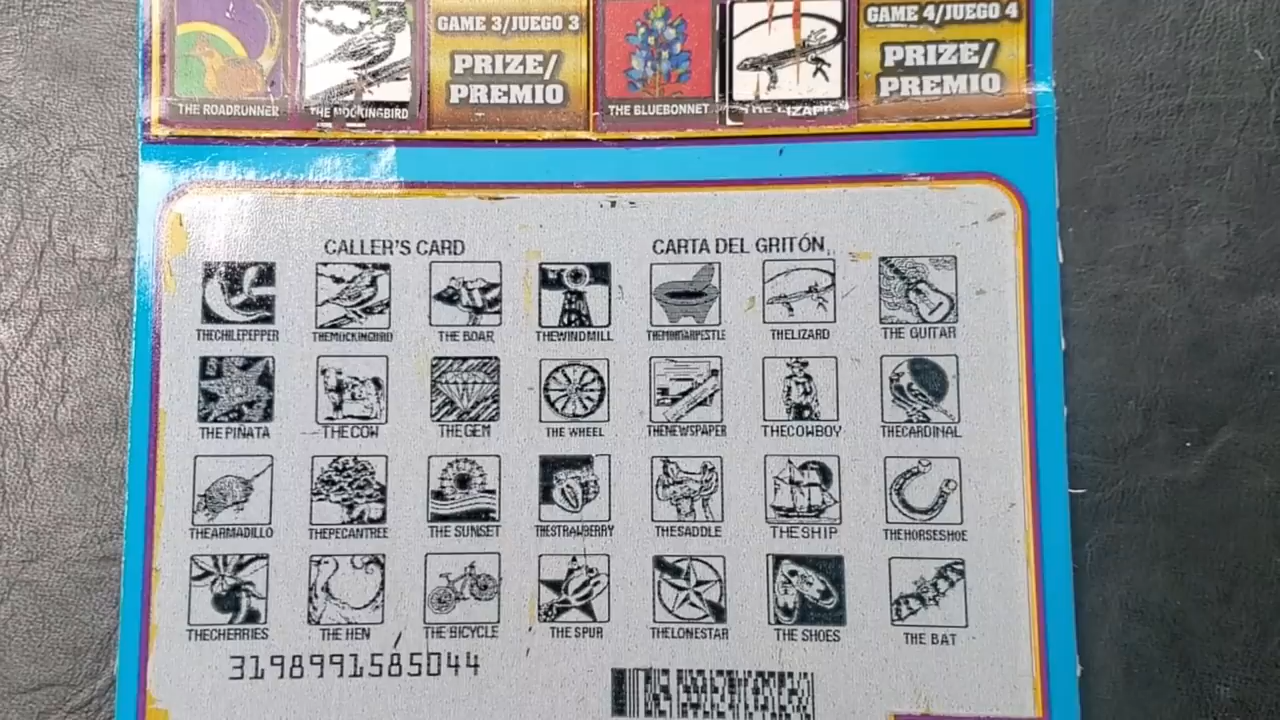 GAME 3/JUEGO 3
GAME 4/JUEGO 4
PRIZE/
PREMIO
PRIZE/
PREMIO
THE ROADRUNNER
THE MOCKINGBIRD
THE BLUEBONNET
THE LIZARD
CALLER'S CARD
CARTA DEL GRITÓN
THECHILEPEPPER
THEMOCKINGBIRD
THE BOAR
THEWINDMILL
THEMORTARPESTLE
THELIZARD
THE GUITAR
THE PIÑATA
THECOW
THEGEM
THE WHEEL
THENEWSPAPER
THECOWBOY
THECARDINAL
THEARMADILLO
THEPECANTREE
THE SUNSET
THESTRAWBERRY
THESADDLE
THESHIP
THEHORSESHOE
THECHERRIES
THE HEN
THE BICYCLE
THE SPUR
THELONESTAR
THE SHOES
THE BAT
3198991585044